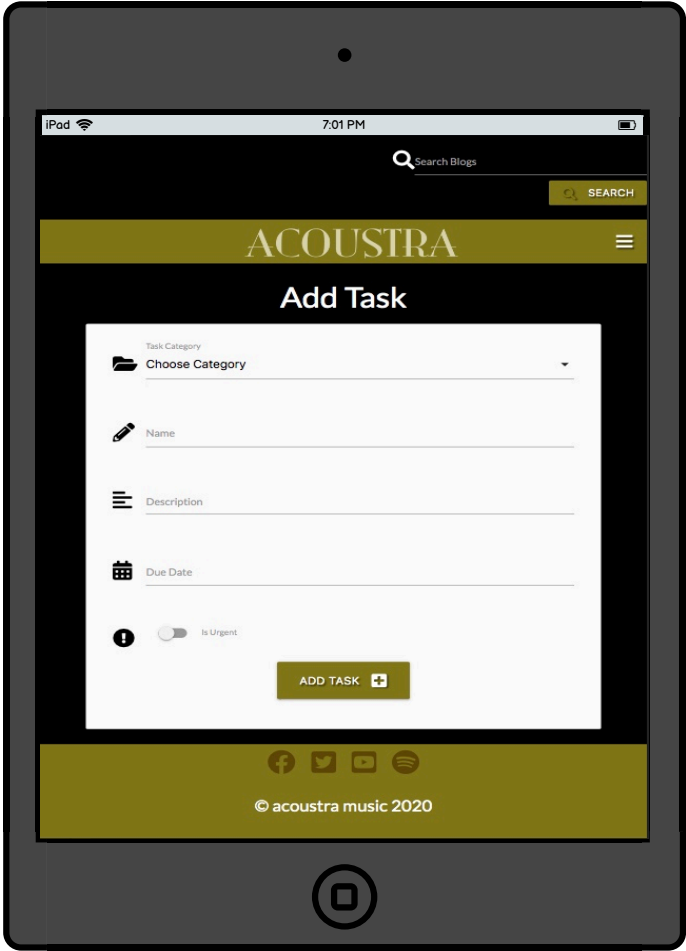 iPad 7:01 PM
Search Blogs
SEARCH
ACOUSTRA
Add Task
Task Category
Choose Category
Name
Description
Due Date
Is Urgent
ADD TASK
© acoustra music 2020